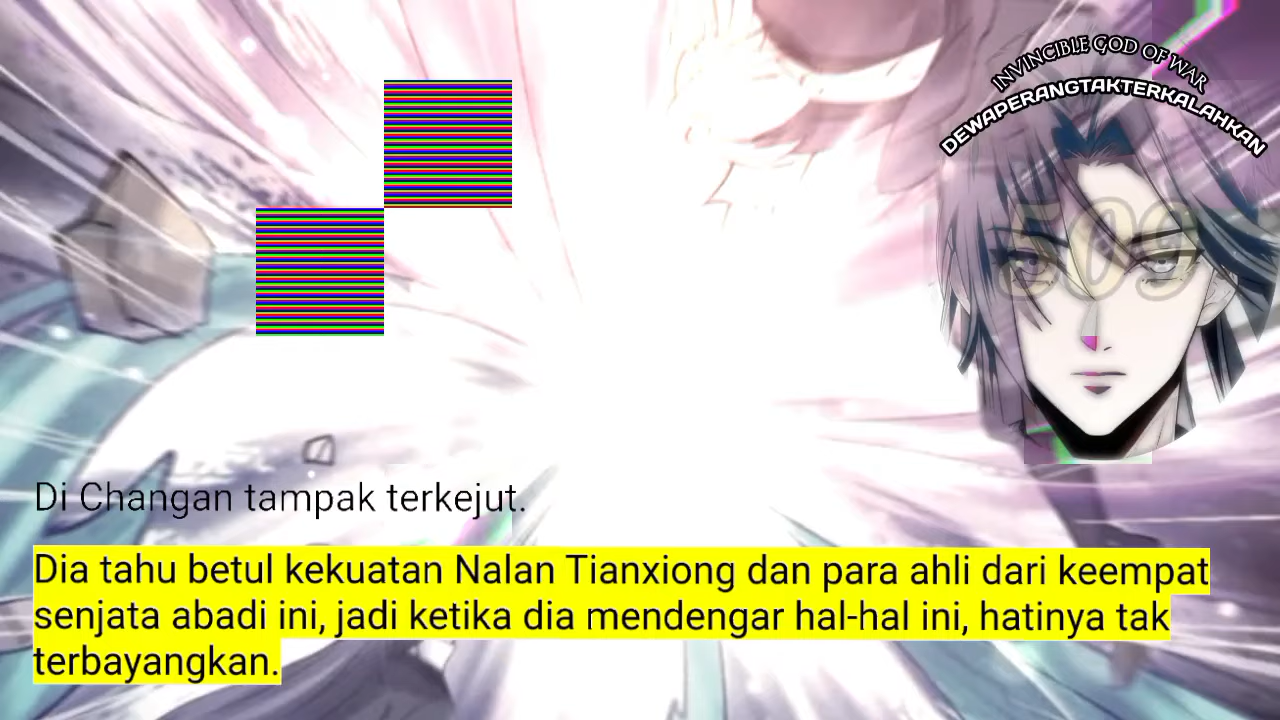 INVINCIBLE GOD OF WAR
DEWAPERANGTAKTERKALAHKAN
509
Di Changan tampak terkejut.
Dia tahu betul kekuatan Nalan Tianxiong dan para ahli dari keempat
senjata abadi ini, jadi ketika dia mendengar hal-hal ini, hatinya tak
terbayangkan.